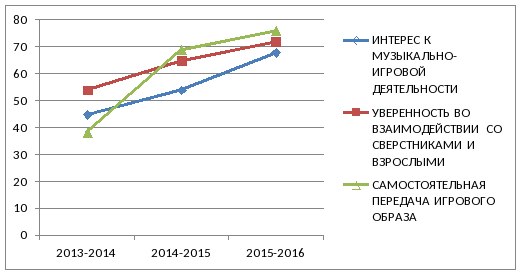 80
70
60
50
40
30
20
10
0
2013-2014 2014-2015 2015-2016
ИНТЕРЕС К
МУЗЫКАЛЬНО-
ИГРОВОЙ
ДЕЯТЕЛЬНОСТИ
УВЕРЕННОСТЬ ВО
ВЗАИМОДЕЙСТВИИ СО
СВЕРСТНИКАМИ И
ВЗРОСЛЫМИ
САМОСТОЯТЕЛЬНАЯ
ПЕРЕДАЧА ИГРОВОГО
ОБРАЗА